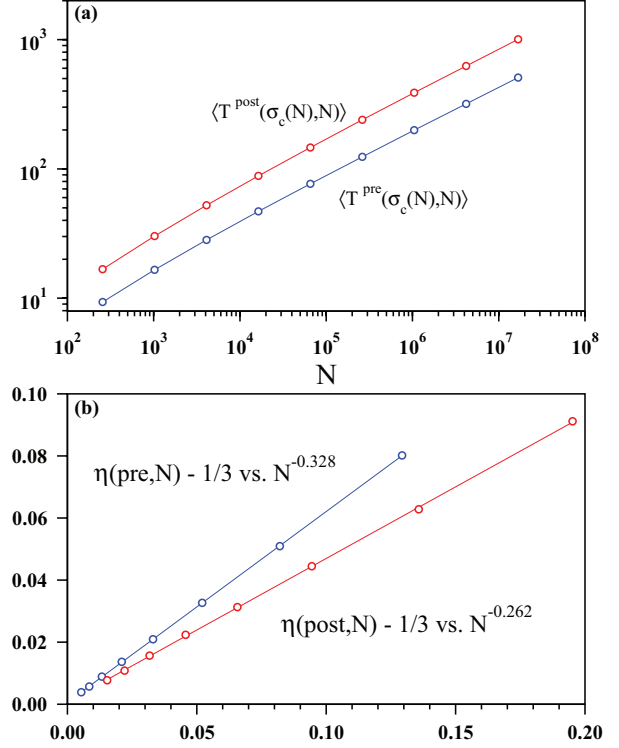 (a)
10³
10²
10¹
⟨T ᵖᵒˢᵗ(σ_c(N),N)⟩
⟨T ᵖʳᵉ(σ_c(N),N)⟩
10² 10³ 10⁴ 10⁵ 10⁶ 10⁷ 10⁸
N
(b)
0.10
0.08
0.06
0.04
0.02
0.00
η(pre,N) - 1/3 vs. N⁻⁰·³²⁸
η(post,N) - 1/3 vs. N⁻⁰·²⁶²
0.00 0.05 0.10 0.15 0.20